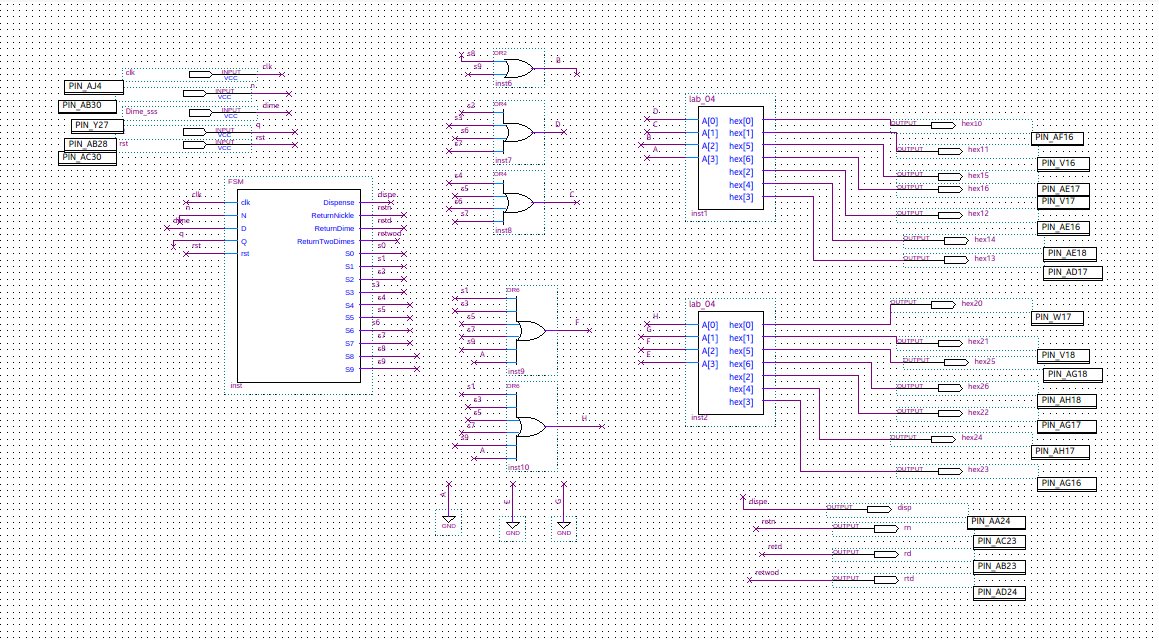 clk
INPUT
VCC
clk
PIN_AJ4
n
PIN_AB30
Dime_sss
INPUT
VCC
dime
PIN_Y27
INPUT
VCC
q
PIN_AB28
rst
INPUT
VCC
rst
PIN_AC30
FSM
clk
clk
Dispense
dispe
n
N
ReturnNickle
retn
dime
D
ReturnDime
retd
q
Q
ReturnTwoDimes
retwod
rst
rst
S0
s0
S1
s1
S2
s2
S3
s3
S4
s4
S5
s5
S6
s6
S7
s7
S8
s8
S9
s9
inst
s8
OR2
s9
B
inst6
s2
OR4
s3
s6
s7
D
inst7
s4
OR4
s5
s6
s7
C
inst8
s1
OR6
s3
s5
s7
s9
A
F
inst9
s1
OR6
s3
s5
s7
s9
A
H
inst10
A
GND
E
GND
G
GND
lab_04
D
A[0]
hex[0]
C
A[1]
hex[1]
B
A[2]
hex[5]
A
A[3]
hex[6]
hex[2]
hex[4]
hex[3]
inst1
OUTPUT
hex10
PIN_AF16
OUTPUT
hex11
PIN_V16
OUTPUT
hex15
PIN_AE17
OUTPUT
hex16
PIN_V17
OUTPUT
hex12
PIN_AE16
OUTPUT
hex14
PIN_AE18
OUTPUT
hex13
PIN_AD17
lab_04
H
A[0]
hex[0]
G
A[1]
hex[1]
F
A[2]
hex[5]
E
A[3]
hex[6]
hex[2]
hex[4]
hex[3]
inst2
OUTPUT
hex20
PIN_W17
OUTPUT
hex21
PIN_V18
OUTPUT
hex25
PIN_AG18
OUTPUT
hex26
PIN_AH18
OUTPUT
hex22
PIN_AG17
OUTPUT
hex24
PIN_AH17
OUTPUT
hex23
PIN_AG16
dispe
OUTPUT
disp
PIN_AA24
retn
OUTPUT
rn
PIN_AC23
retd
OUTPUT
rd
PIN_AB23
retwod
OUTPUT
rtd
PIN_AD24